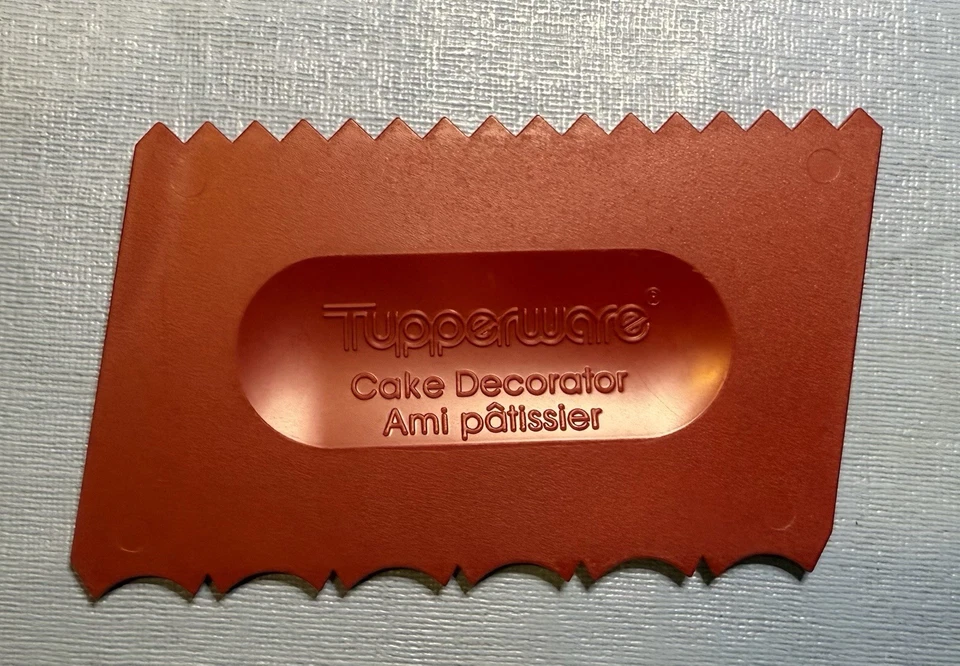 Tupperware®
Cake Decorator
Ami pâtissier